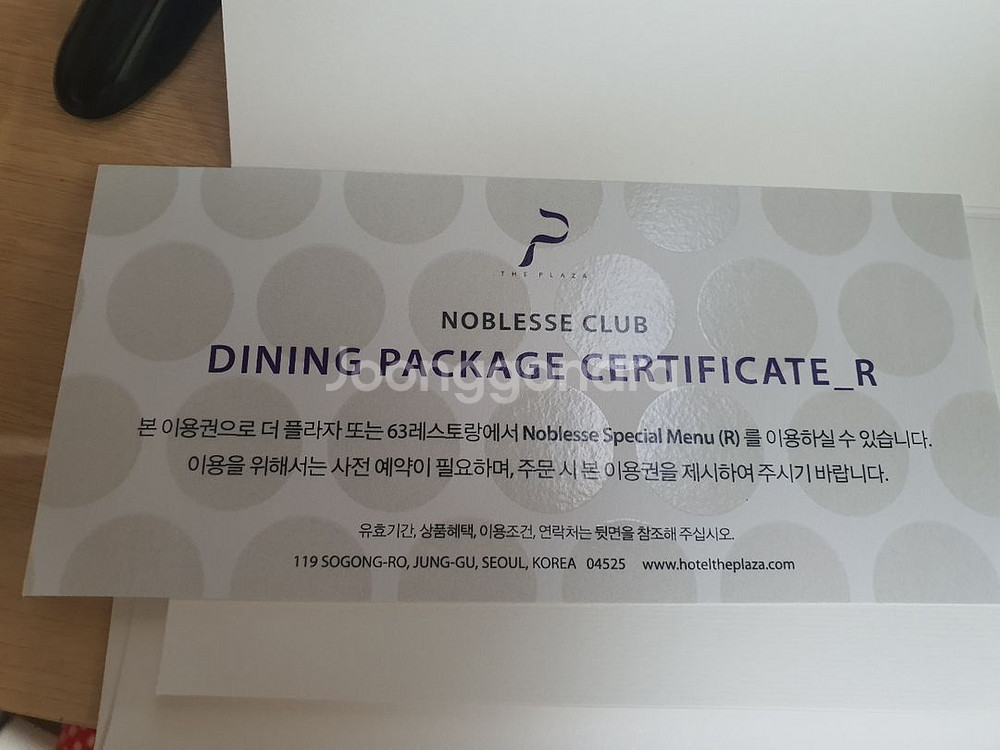 THE PLAZA
NOBLESSE CLUB
DINING PACKAGE CERTIFICATE_R
Joonggonara
본 이용권으로 더 플라자 또는 63레스토랑에서 Noblesse Special Menu (R) 를 이용하실 수 있습니다.
이용을 위해서는 사전 예약이 필요하며, 주문 시 본 이용권을 제시하여 주시기 바랍니다.
유효기간, 상품혜택, 이용조건, 연락처는 뒷면을 참조해 주십시오.
119 SOGONG-RO, JUNG-GU, SEOUL, KOREA 04525 www.hoteltheplaza.com